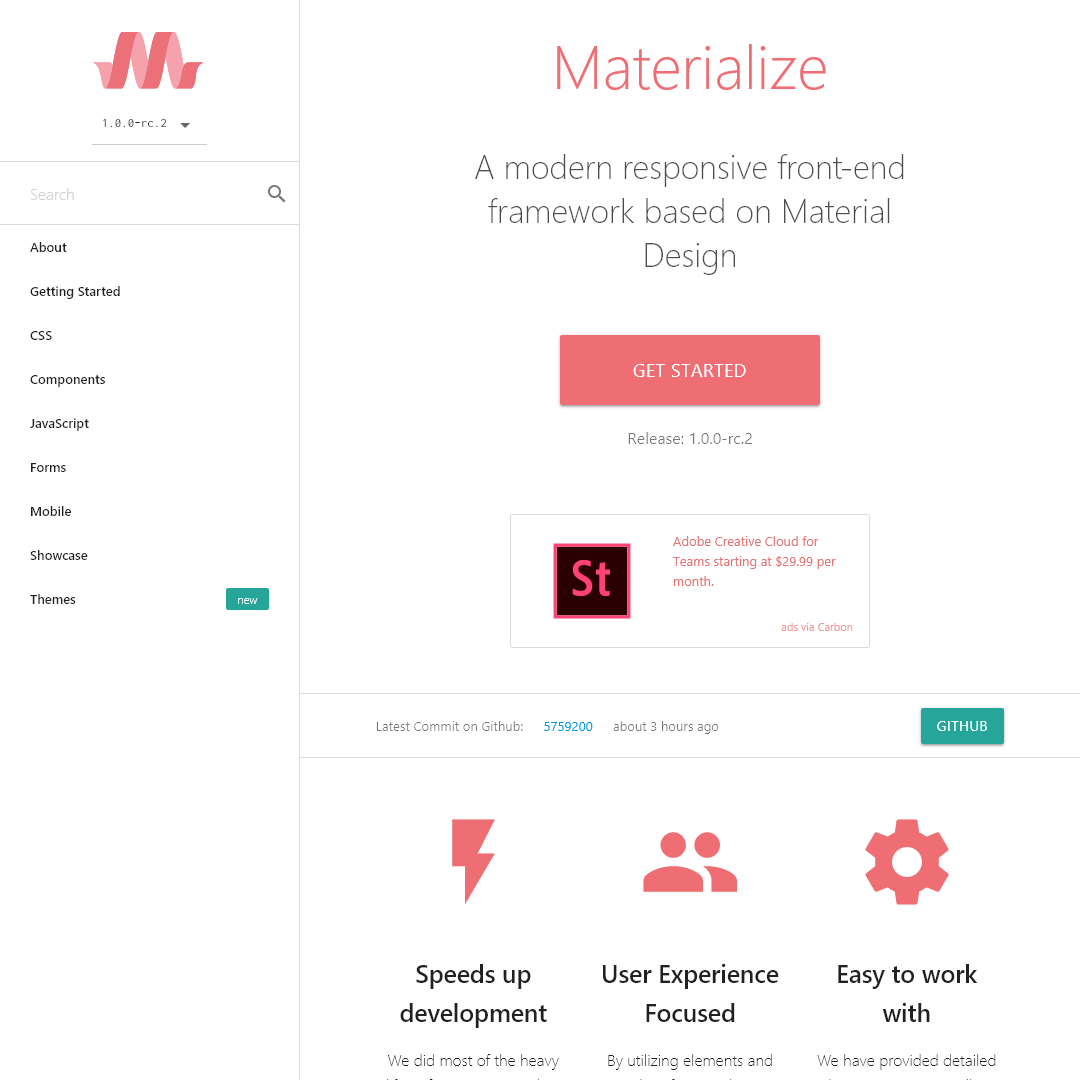 1.0.0-rc.2
Search
About
Getting Started
CSS
Components
JavaScript
Forms
Mobile
Showcase
Themes
new
Materialize
A modern responsive front-end
framework based on Material
Design
GET STARTED
Release: 1.0.0-rc.2
St
Adobe Creative Cloud for
Teams starting at $29.99 per
month.
ads via Carbon
Latest Commit on Github: 5759200 about 3 hours ago
GITHUB
Speeds up
development
We did most of the heavy
User Experience
Focused
By utilizing elements and
Easy to work
with
We have provided detailed